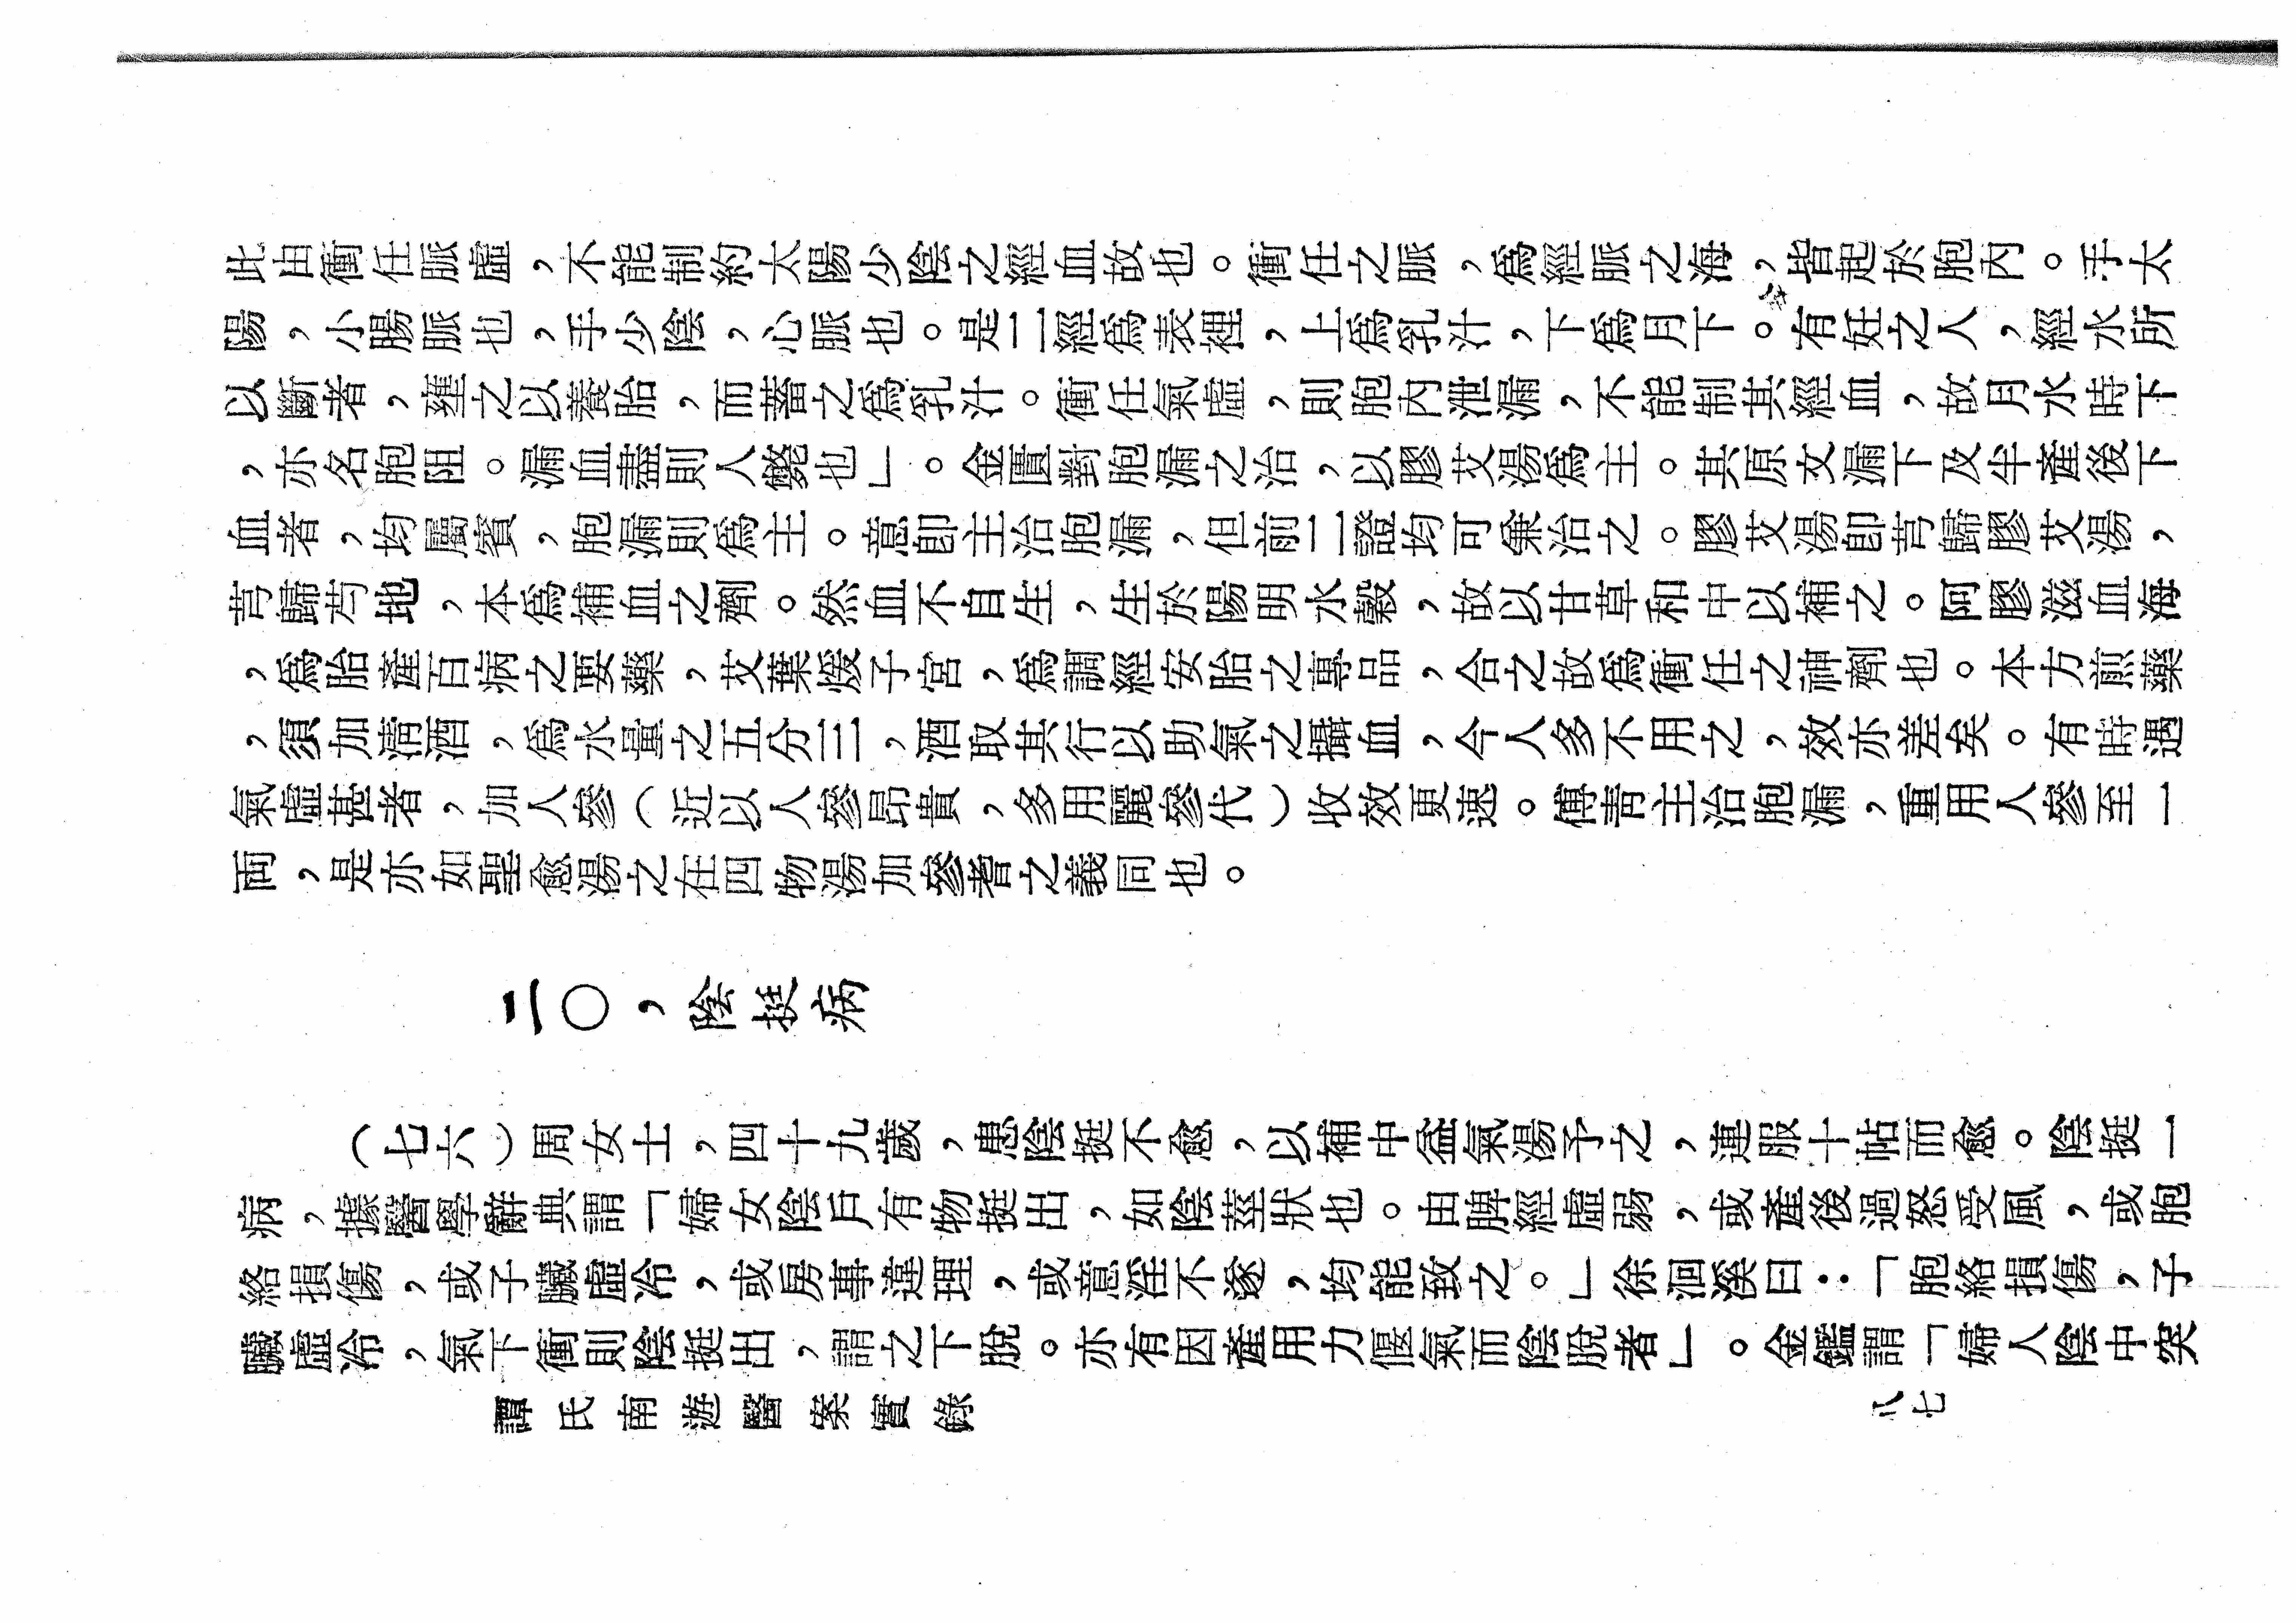 此由衝任脈虛，不能制約太陽少陰之經血故也。衝任之脈，爲經脈之海，皆起於胞內。手太
陽，小腸脈也，手少陰，心脈也。是二經爲表裡，上爲乳汁，下爲月下。有妊之人，經水所
以斷者，壅之以養胎，而蓄之爲乳汁。衝任氣虛，則胞內泄漏，不能制其經血，故月水時下
，亦名胞阻。漏血盡則人斃也」。金匱對胞漏之治，以膠艾湯爲主。其原文漏下及半產後下
血者，均屬賓，胞漏則爲主。意卽主治胞漏，但前二證均可兼治之。膠艾湯卽芎歸膠艾湯，
芎歸芍地，本爲補血之劑。然血不自生，生於陽明水穀，故以甘草和中以補之。阿膠滋血海
，爲胎產百病之要藥，艾葉煖子宮，爲調經安胎之專品，合之故爲衝任之神劑也。本方煎藥
，須加清酒，爲水量之五分三，酒取其行以助氣之攝血，今人多不用之，效亦差矣。有時遇
氣虛甚者，加人參（近以人參昂貴，多用麗參代）收效更速。傅青主治胞漏，重用人參至一
両，是亦如聖愈湯之在四物湯加參耆之義同也。
二〇，陰挺病
（七六）周女士，四十九歲，患陰挺不愈，以補中益氣湯予之，連服十帖而愈。陰挺一
病，據醫學辭典謂「婦女陰戶有物挺出，如陰莖狀也。由脾經虛弱，或產後過怒受風，或胞
絡損傷，或子臟虛冷，或房事違理，或意淫不遂，均能致之。」徐洄溪曰：「胞絡損傷，子
臟虛冷，氣下衝則陰挺出，謂之下脫。亦有因產用力偃氣而陰脫者」。金鑑謂「婦人陰中突
譚氏南遊醫案實錄
八七